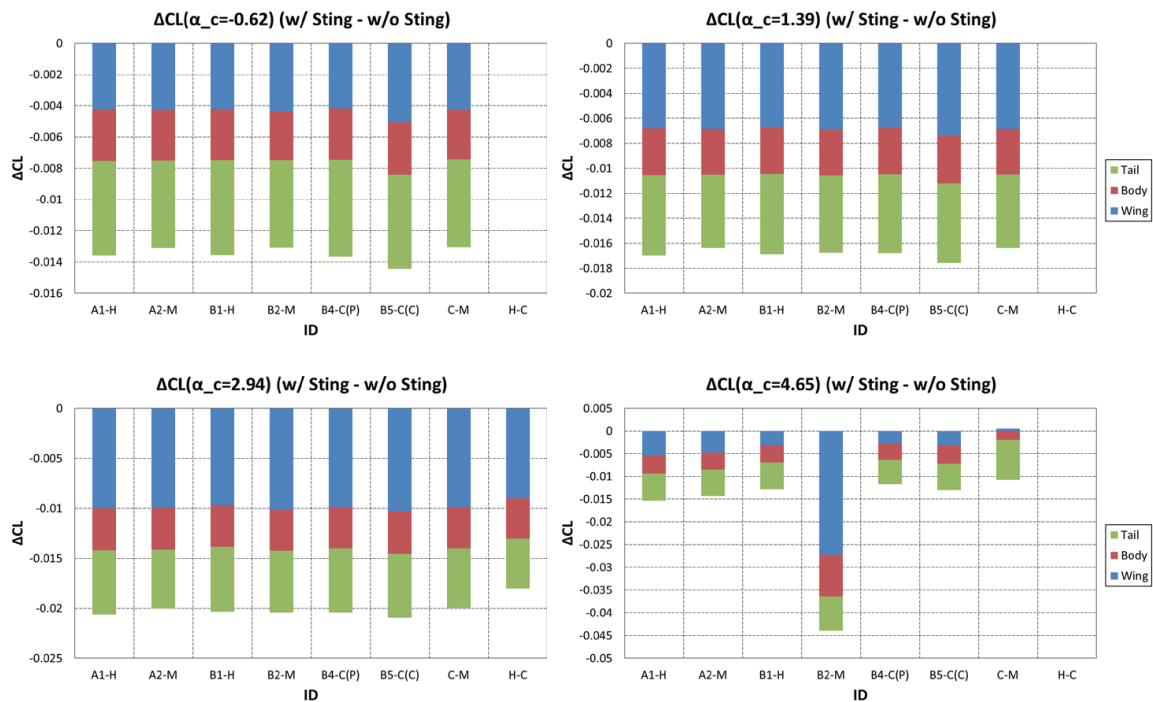 ΔCL(α_c=-0.62) (w/ Sting - w/o Sting)
0
-0.002
-0.004
-0.006
-0.008
-0.01
-0.012
-0.014
-0.016
ΔCL
A1-H A2-M B1-H B2-M B4-C(P) B5-C(C) C-M H-C
ID
ΔCL(α_c=1.39) (w/ Sting - w/o Sting)
0
-0.002
-0.004
-0.006
-0.008
-0.01
-0.012
-0.014
-0.016
-0.018
-0.02
ΔCL
A1-H A2-M B1-H B2-M B4-C(P) B5-C(C) C-M H-C
ID
Tail
Body
Wing
ΔCL(α_c=2.94) (w/ Sting - w/o Sting)
0
-0.005
-0.01
-0.015
-0.02
-0.025
ΔCL
A1-H A2-M B1-H B2-M B4-C(P) B5-C(C) C-M H-C
ID
ΔCL(α_c=4.65) (w/ Sting - w/o Sting)
0.005
0
-0.005
-0.01
-0.015
-0.02
-0.025
-0.03
-0.035
-0.04
-0.045
-0.05
ΔCL
A1-H A2-M B1-H B2-M B4-C(P) B5-C(C) C-M H-C
ID
Tail
Body
Wing